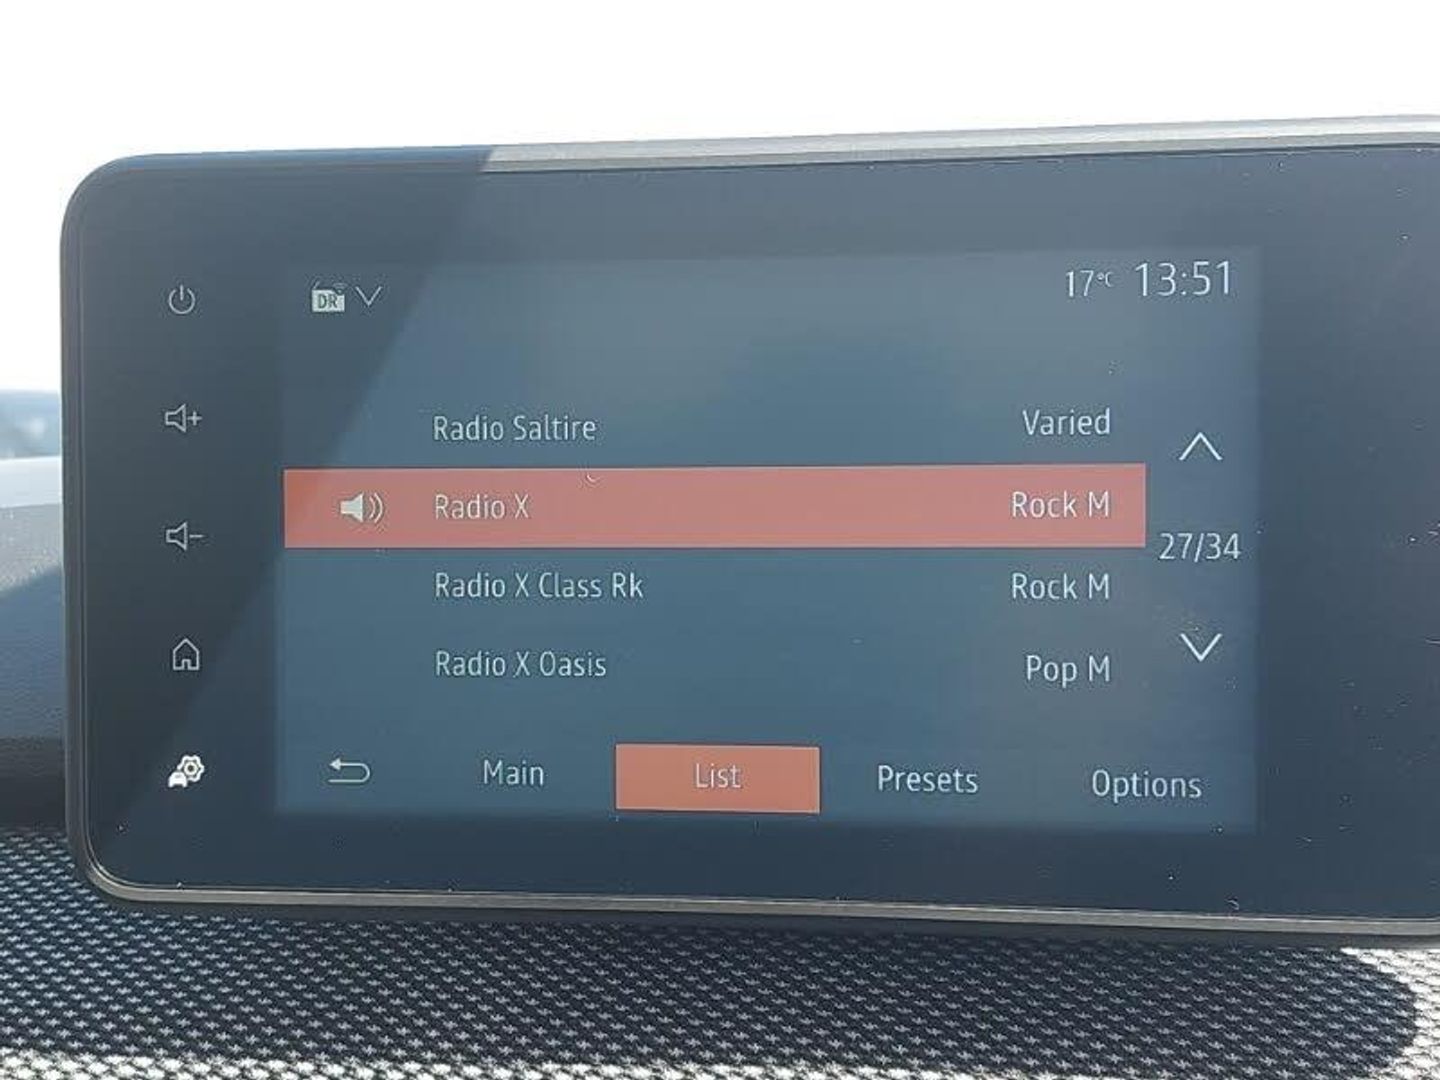 DR
17°C 13:51
Radio Saltire Varied
Radio X Rock M
27/34
Radio X Class Rk Rock M
Radio X Oasis Pop M
Main List Presets Options